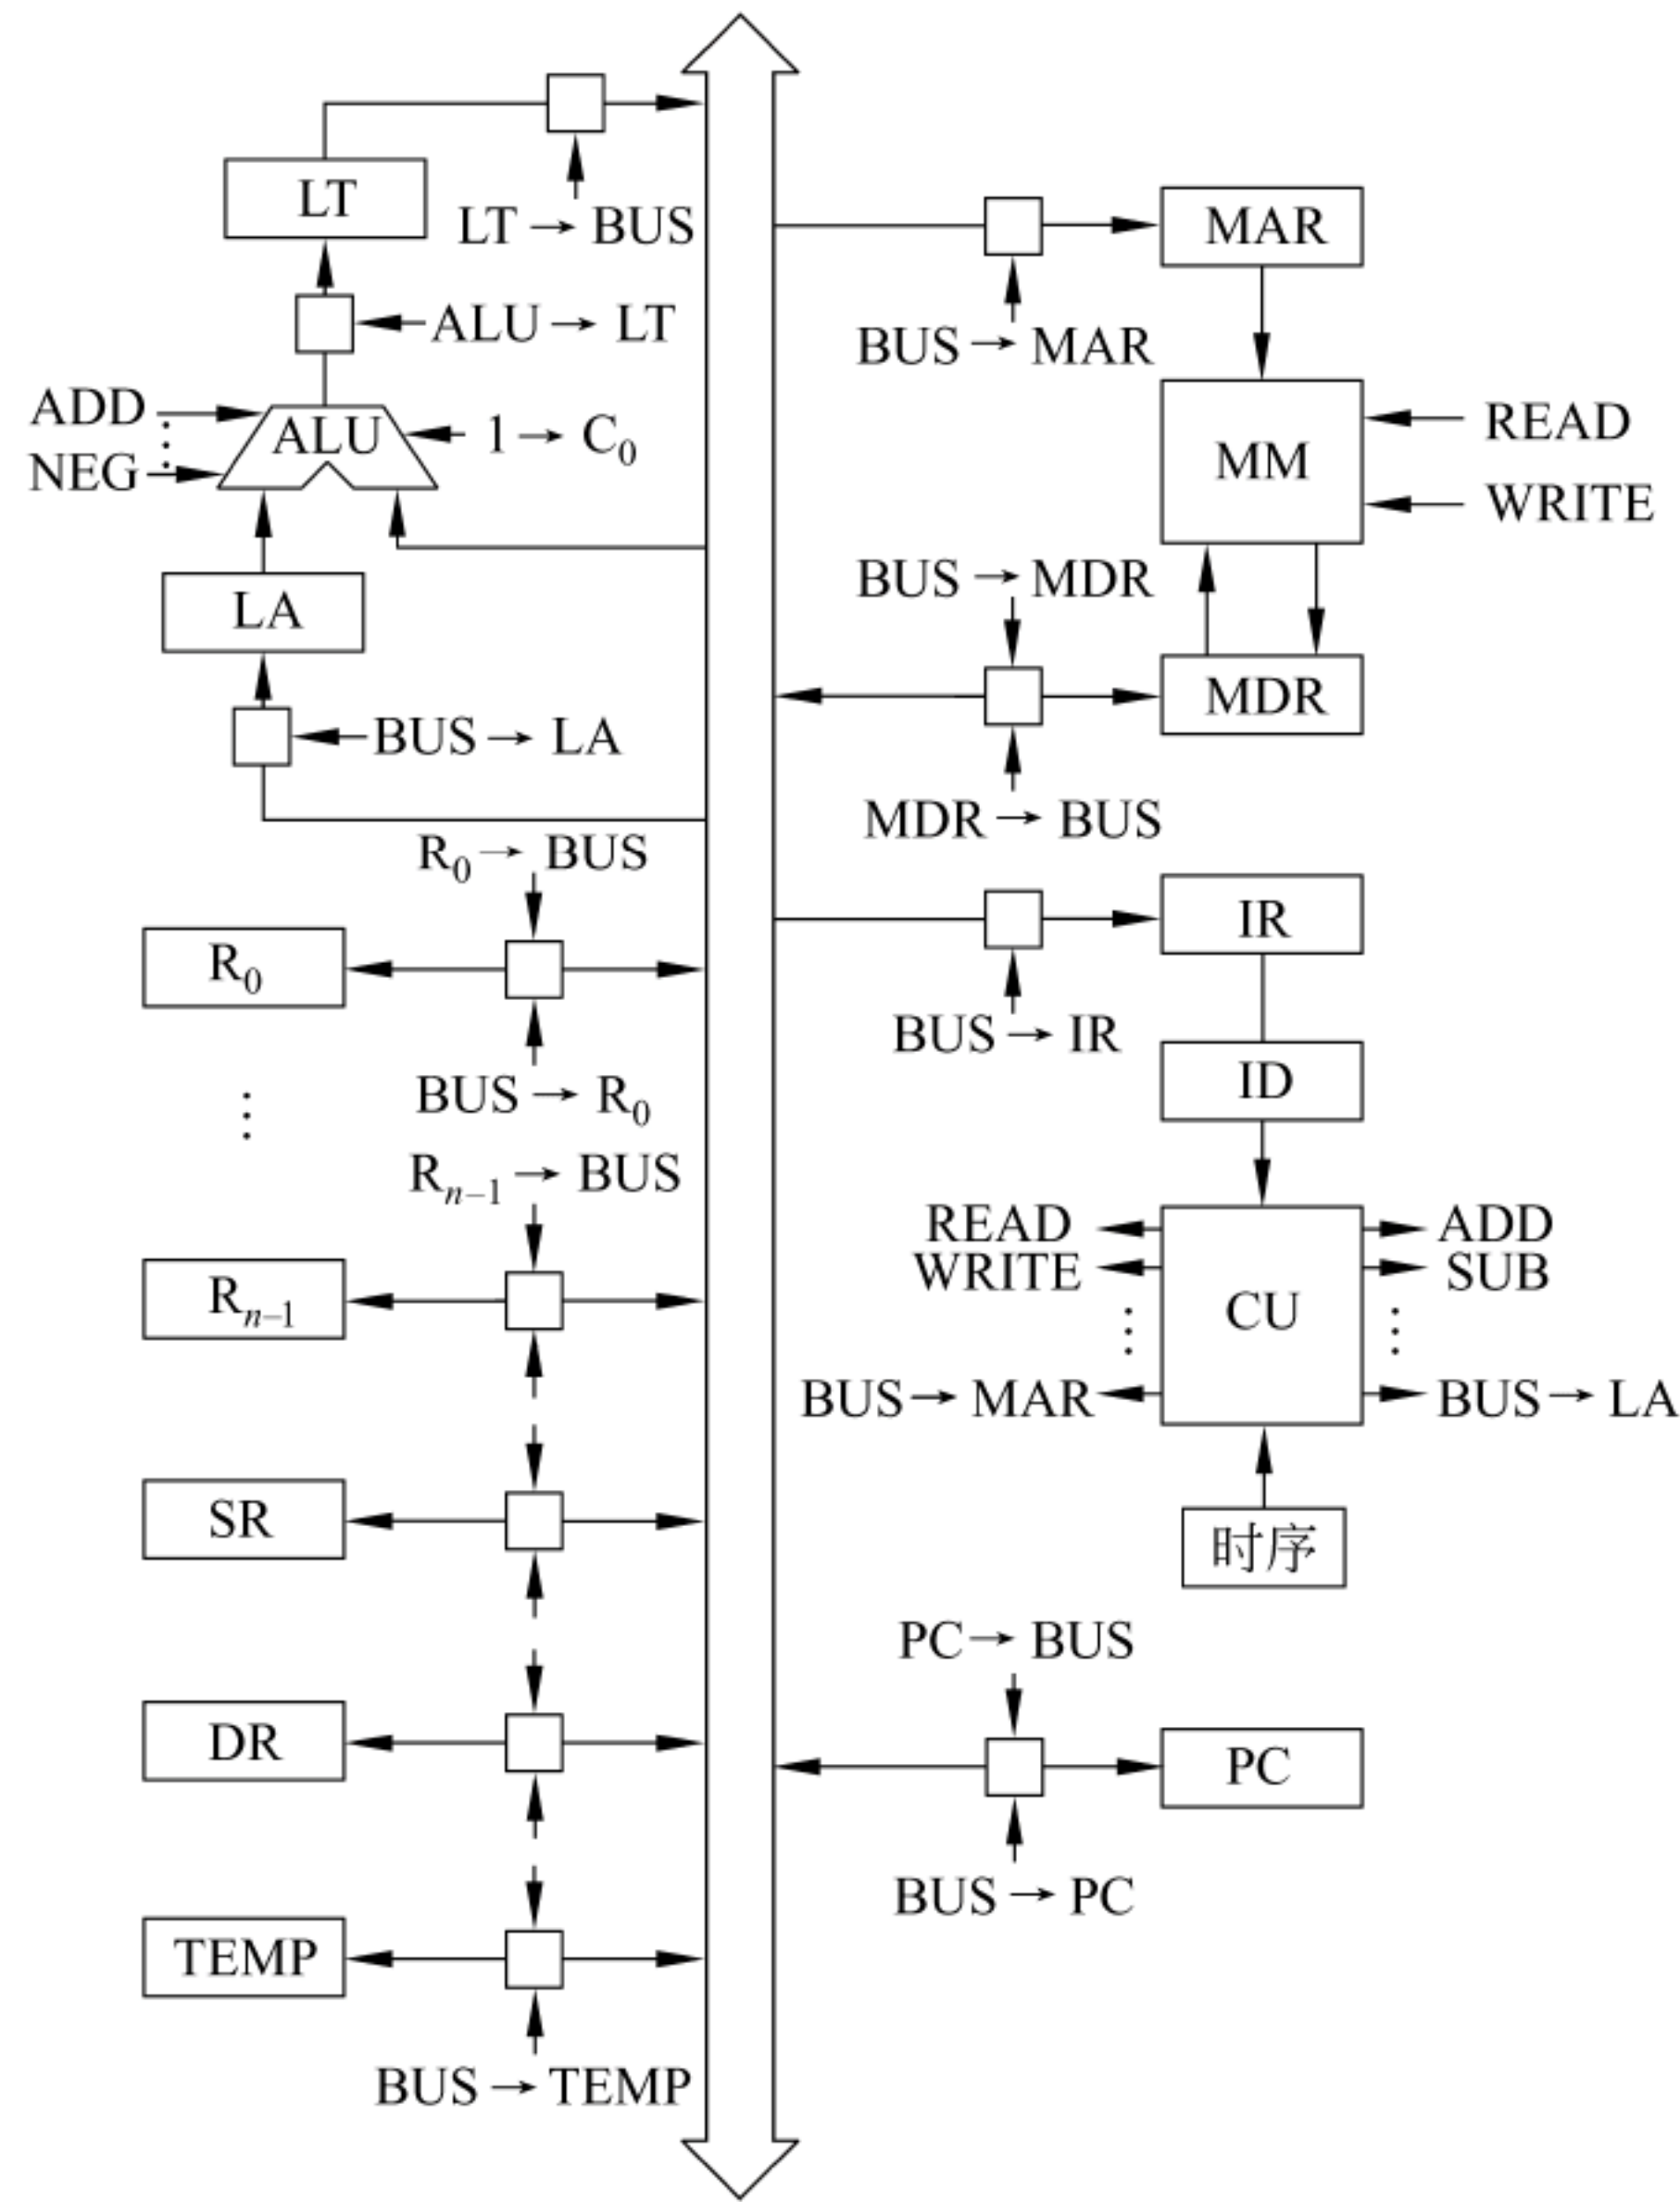 LT
LT → BUS
ALU → LT
ADD
⋮
NEG
ALU
1 → C₀
LA
BUS → LA
R₀ → BUS
R₀
BUS → R₀
⋮
Rₙ₋₁ → BUS
Rₙ₋₁
SR
DR
TEMP
BUS → TEMP
MAR
BUS → MAR
MM
READ
WRITE
BUS → MDR
MDR
MDR → BUS
IR
BUS → IR
ID
READ
WRITE
⋮
BUS → MAR
CU
ADD
SUB
⋮
BUS → LA
时序
PC → BUS
PC
BUS → PC